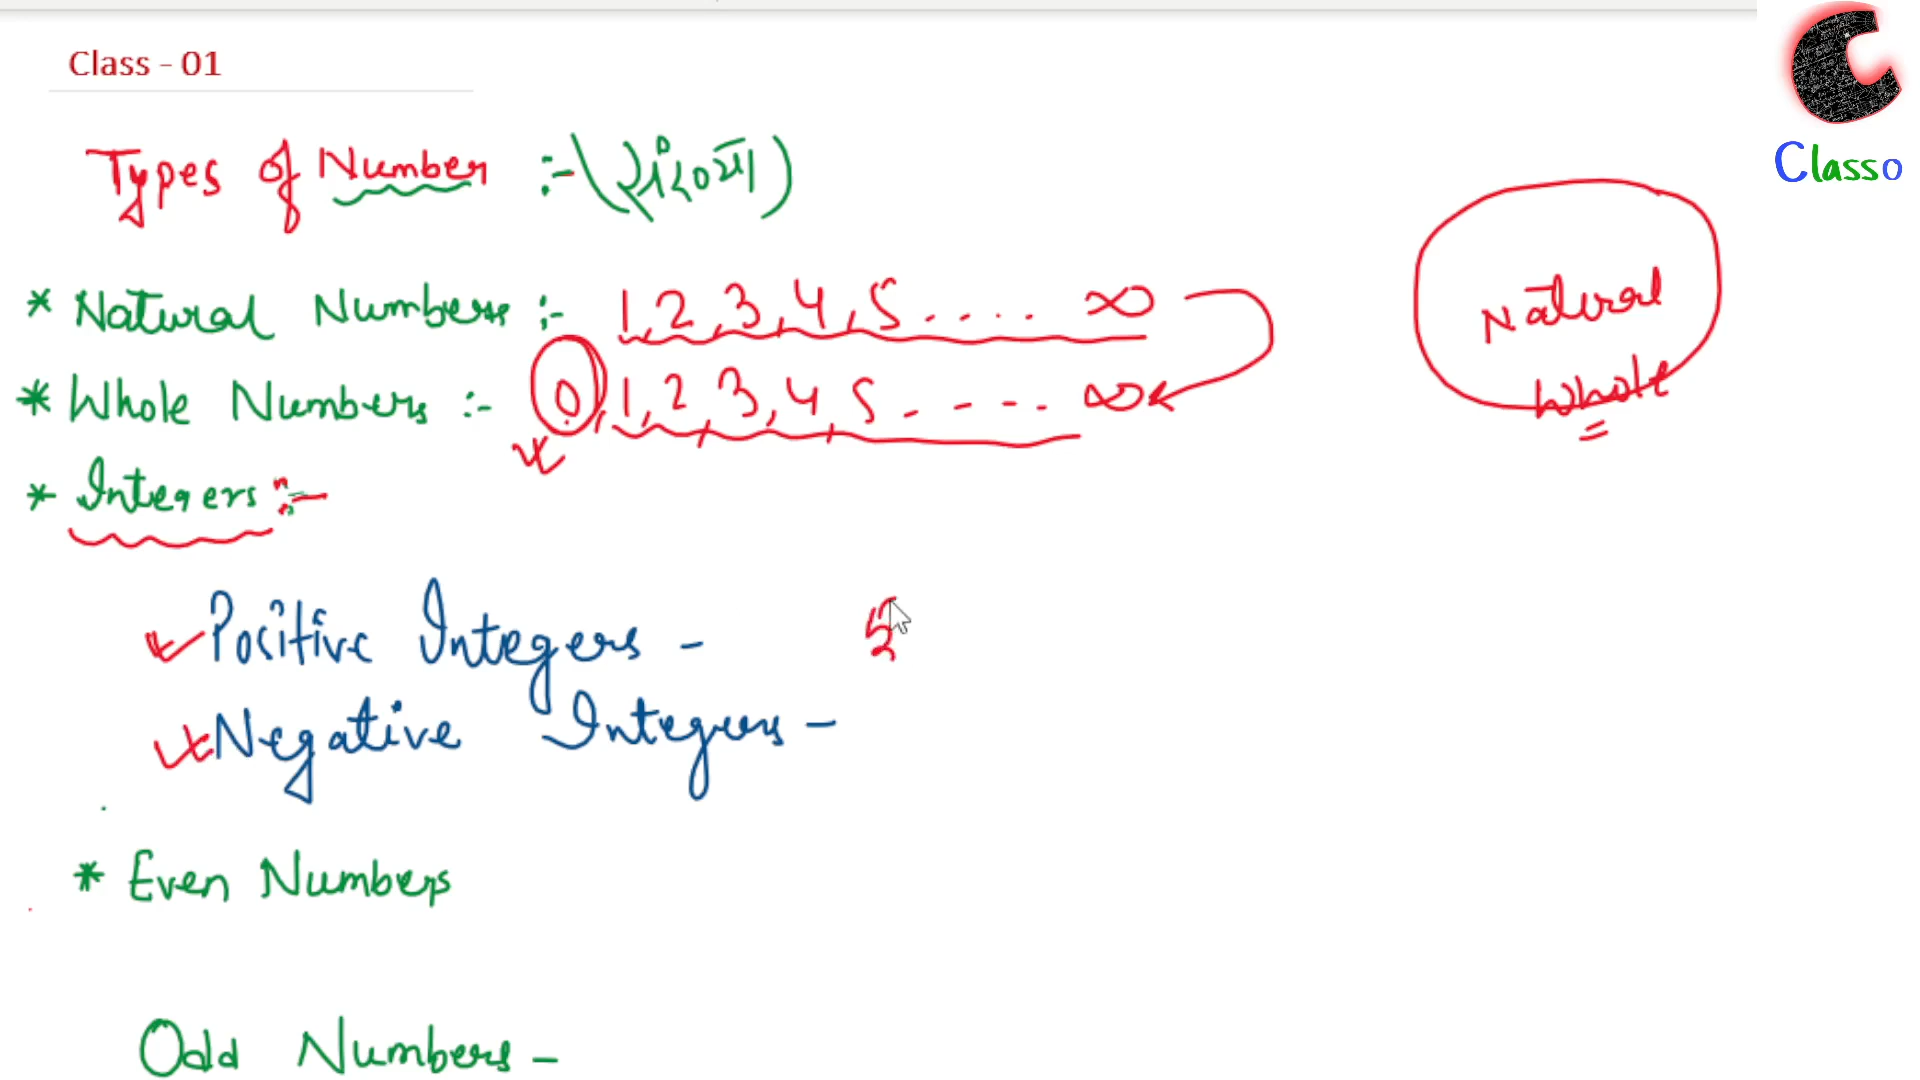 Class - 01
Classo
Types of Number :- (संख्या)
* Natural Numbers :- 1,2,3,4,5.... ∞
* Whole Numbers :- 0,1,2,3,4,5 - - - - ∞
Natural
Whole
* Integers :-
Positive Integers - 5
Negative Integers -
* Even Numbers
Odd Numbers -